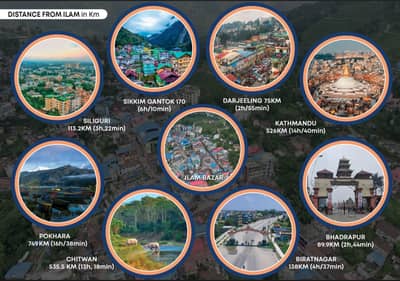 DISTANCE FROM ILAM in Km
SIKKIM GANTOK 170
(6h/10min)
DARJEELING 75KM
(2h/55min)
SILIGURI
113.2KM (3h,22min)
KATHMANDU
526KM (14h/40min)
ILAM BAZAR
POKHARA
749KM (16h/38min)
BHADRAPUR
89.9KM (2h,44min)
CHITWAN
535.5 KM (13h, 18min)
BIRATNAGAR
138KM (4h/37min)